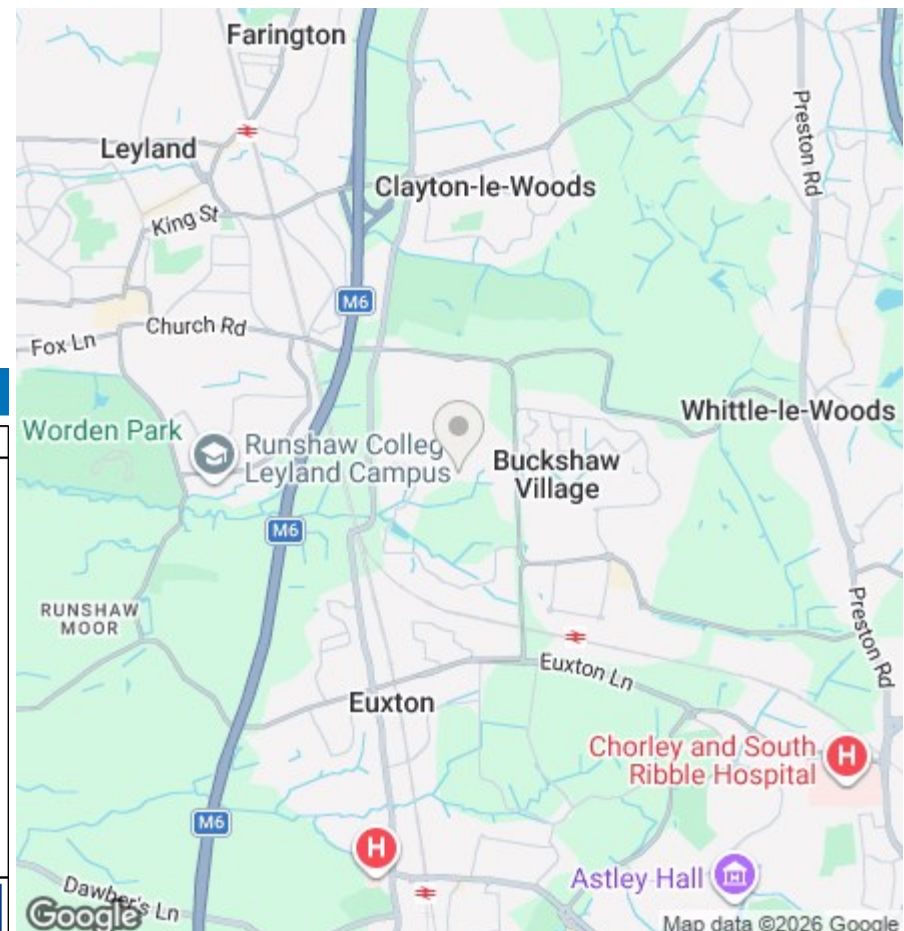 Farington
Leyland
Clayton-le-Woods
Preston Rd
King St
M6
Church Rd
Fox Ln
Whittle-le-Woods
Worden Park
Runshaw Colleg
Leyland Campus
Buckshaw
Village
M6
RUNSHAW
MOOR
Preston Rd
Euxton Ln
Euxton
Chorley and South
Ribble Hospital
H
M6
H
Astley Hall
Dawber's Ln
Google
Map data ©2026 Google